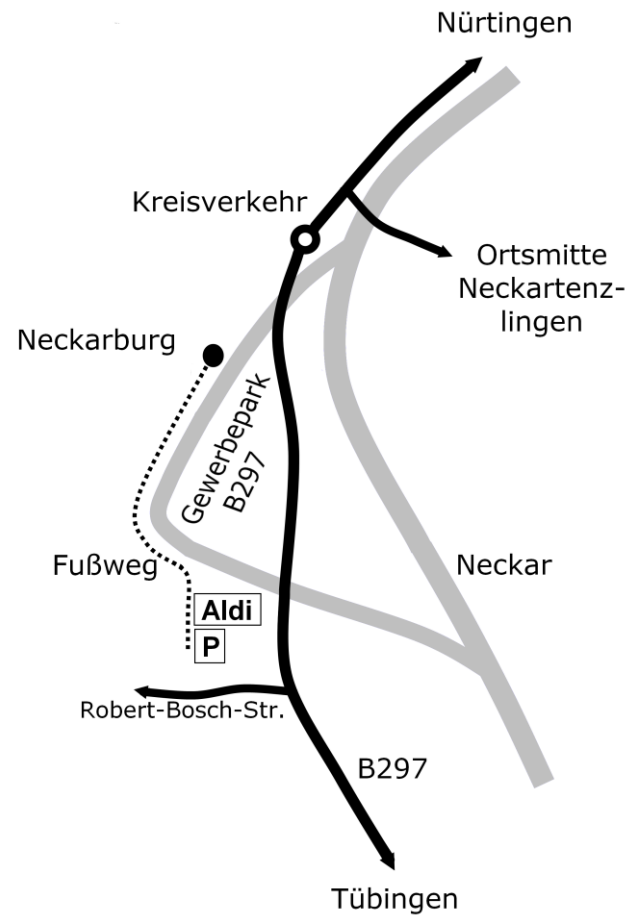 Nürtingen
Kreisverkehr
Ortsmitte
Neckartenz-
lingen
Neckarburg
Gewerbepark
B297
Fußweg
Neckar
Aldi
P
Robert-Bosch-Str.
B297
Tübingen